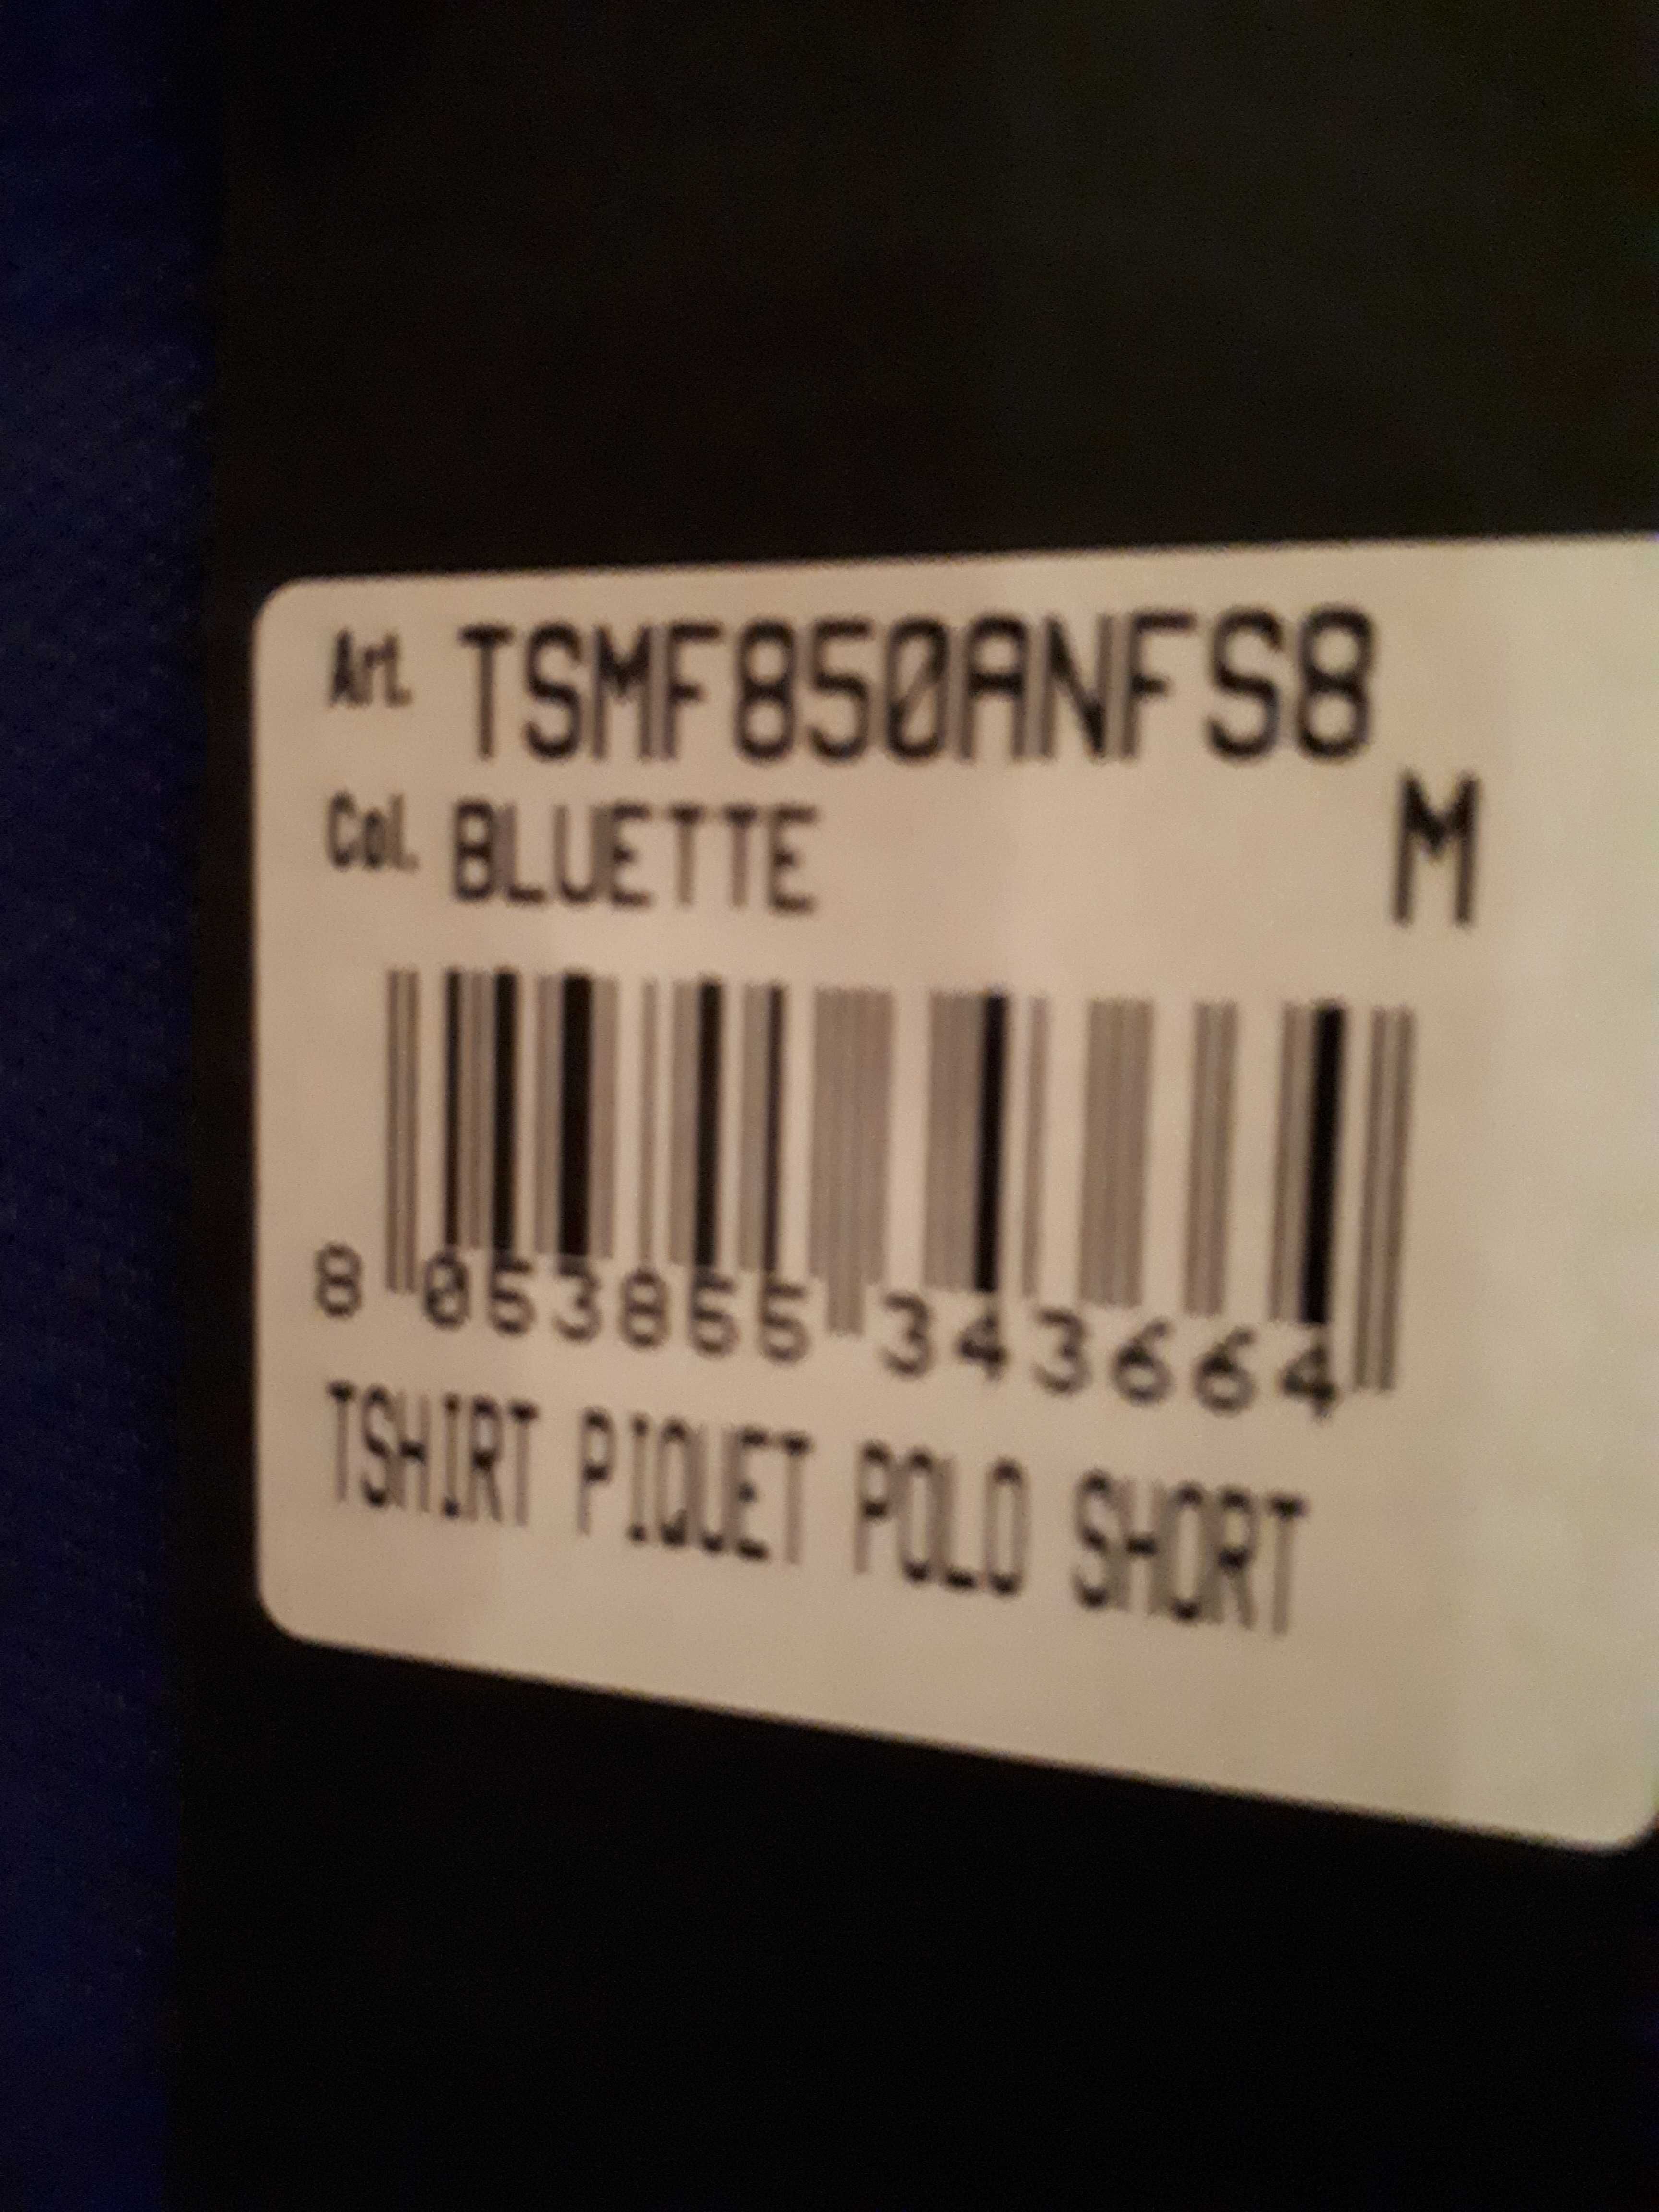 Art. TSMF850ANFS8
Col. BLUETTE M
8 053855 343664
TSHIRT PIQUET POLO SHORT